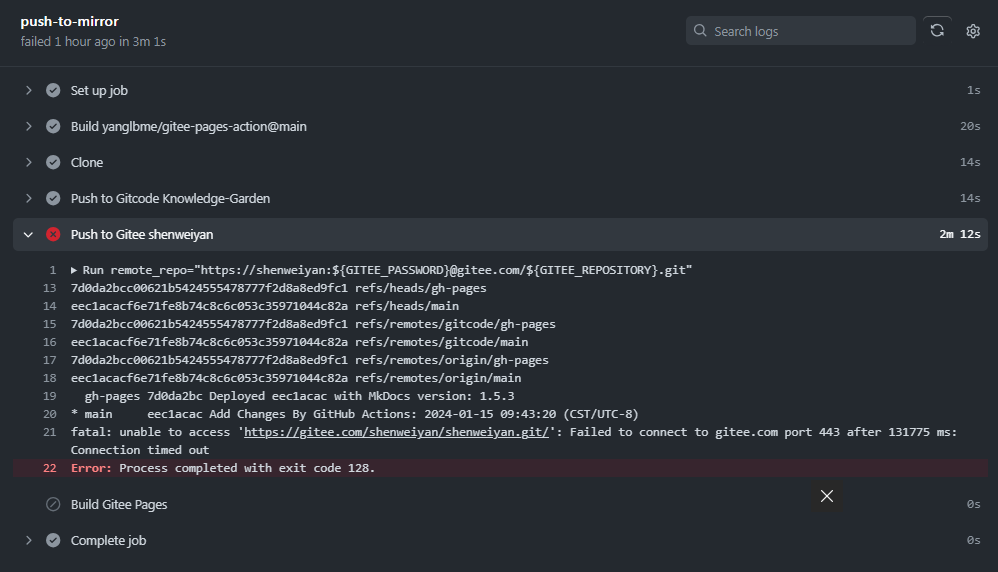 push-to-mirror
failed 1 hour ago in 3m 1s
Search logs
Set up job 1s
Build yanglbme/gitee-pages-action@main 20s
Clone 14s
Push to Gitcode Knowledge-Garden 14s
Push to Gitee shenweiyan 2m 12s
1 Run remote_repo="https://shenweiyan:${GITEE_PASSWORD}@gitee.com/${GITEE_REPOSITORY}.git"
13 7d0da2bcc00621b5424555478777f2d8a8ed9fc1 refs/heads/gh-pages
14 eec1acacf6e71fe8b74c8c6c053c35971044c82a refs/heads/main
15 7d0da2bcc00621b5424555478777f2d8a8ed9fc1 refs/remotes/gitcode/gh-pages
16 eec1acacf6e71fe8b74c8c6c053c35971044c82a refs/remotes/gitcode/main
17 7d0da2bcc00621b5424555478777f2d8a8ed9fc1 refs/remotes/origin/gh-pages
18 eec1acacf6e71fe8b74c8c6c053c35971044c82a refs/remotes/origin/main
19 gh-pages 7d0da2bc Deployed eec1acac with MkDocs version: 1.5.3
20 * main eec1acac Add Changes By GitHub Actions: 2024-01-15 09:43:20 (CST/UTC-8)
21 fatal: unable to access 'https://gitee.com/shenweiyan/shenweiyan.git/': Failed to connect to gitee.com port 443 after 131775 ms:
Connection timed out
22 Error: Process completed with exit code 128.
Build Gitee Pages 0s
Complete job 0s